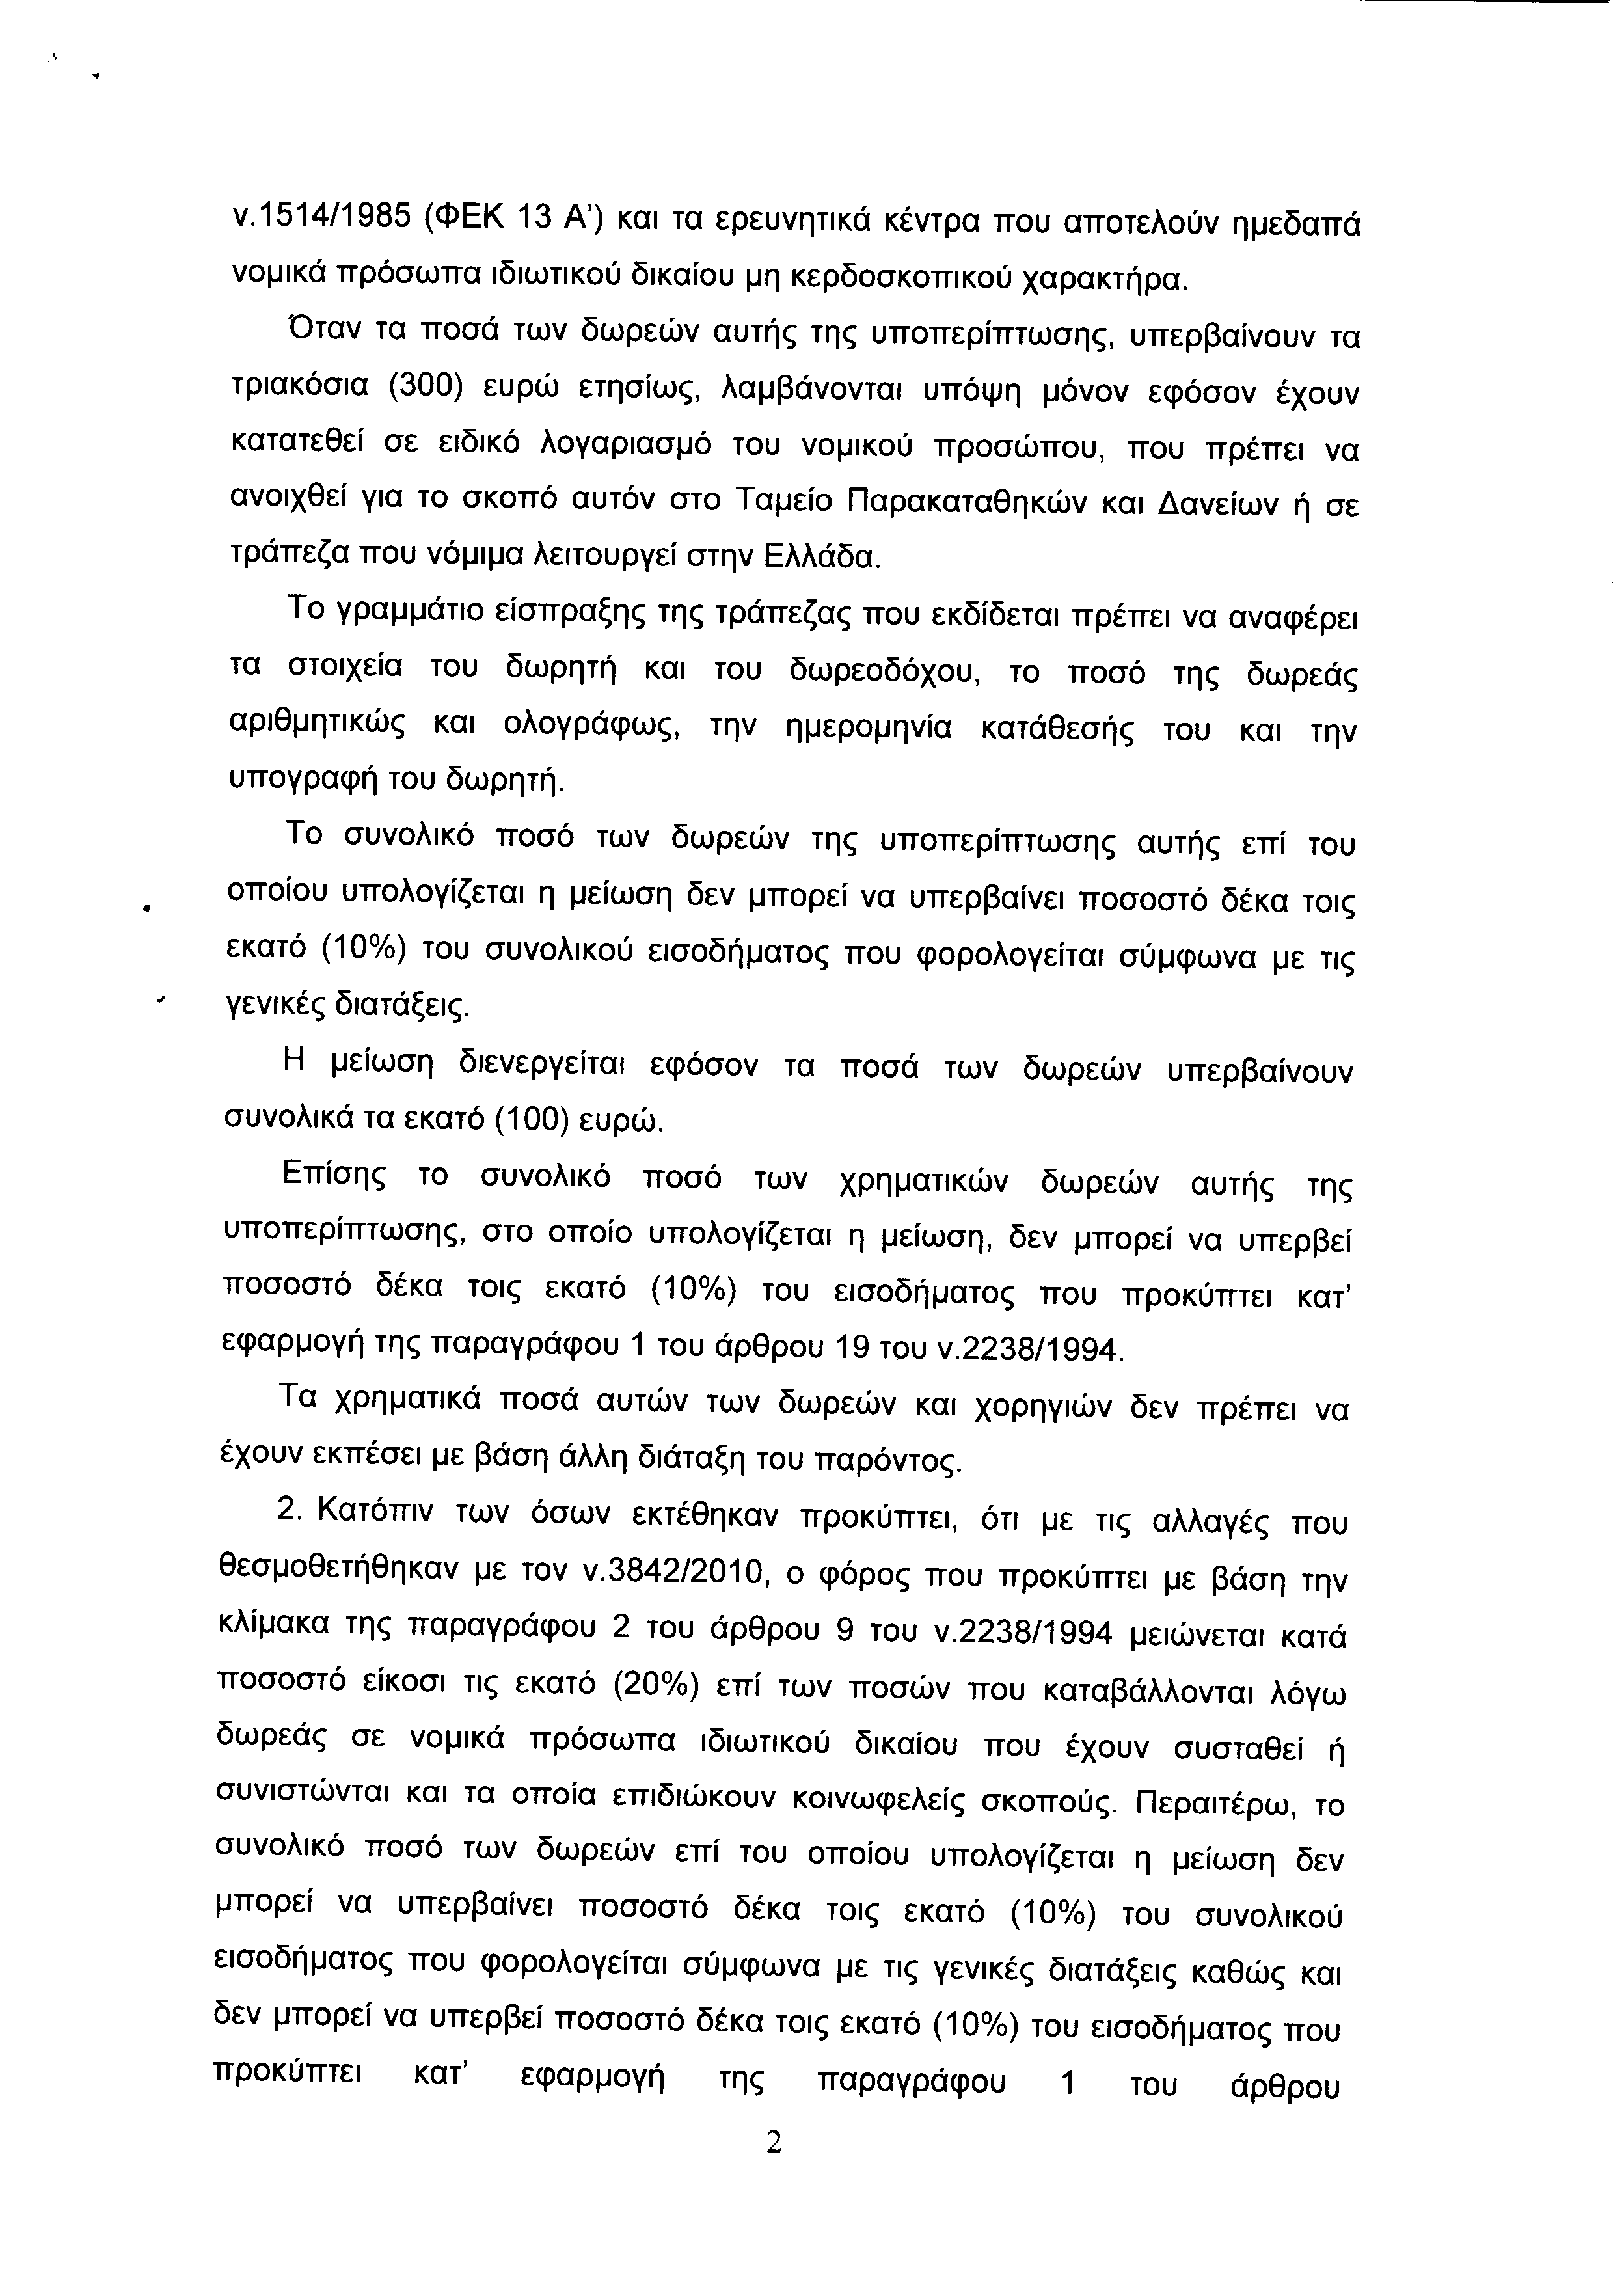 ν.1514/1985 (ΦΕΚ 13 Α’) και τα ερευνητικά κέντρα που αποτελούν ημεδαπά
νομικά πρόσωπα ιδιωτικού δικαίου μη κερδοσκοπικού χαρακτήρα.
Όταν τα ποσά των δωρεών αυτής της υποπερίπτωσης, υπερβαίνουν τα
τριακόσια (300) ευρώ ετησίως, λαμβάνονται υπόψη μόνον εφόσον έχουν
κατατεθεί σε ειδικό λογαριασμό του νομικού προσώπου, που πρέπει να
ανοιχθεί για το σκοπό αυτόν στο Ταμείο Παρακαταθηκών και Δανείων ή σε
τράπεζα που νόμιμα λειτουργεί στην Ελλάδα.
Το γραμμάτιο είσπραξης της τράπεζας που εκδίδεται πρέπει να αναφέρει
τα στοιχεία του δωρητή και του δωρεοδόχου, το ποσό της δωρεάς
αριθμητικώς και ολογράφως, την ημερομηνία κατάθεσής του και την
υπογραφή του δωρητή.
Το συνολικό ποσό των δωρεών της υποπερίπτωσης αυτής επί του
οποίου υπολογίζεται η μείωση δεν μπορεί να υπερβαίνει ποσοστό δέκα τοις
εκατό (10%) του συνολικού εισοδήματος που φορολογείται σύμφωνα με τις
γενικές διατάξεις.
Η μείωση διενεργείται εφόσον τα ποσά των δωρεών υπερβαίνουν
συνολικά τα εκατό (100) ευρώ.
Επίσης το συνολικό ποσό των χρηματικών δωρεών αυτής της
υποπερίπτωσης, στο οποίο υπολογίζεται η μείωση, δεν μπορεί να υπερβεί
ποσοστό δέκα τοις εκατό (10%) του εισοδήματος που προκύπτει κατ’
εφαρμογή της παραγράφου 1 του άρθρου 19 του ν.2238/1994.
Τα χρηματικά ποσά αυτών των δωρεών και χορηγιών δεν πρέπει να
έχουν εκπέσει με βάση άλλη διάταξη του παρόντος.
2. Κατόπιν των όσων εκτέθηκαν προκύπτει, ότι με τις αλλαγές που
θεσμοθετήθηκαν με τον ν.3842/2010, ο φόρος που προκύπτει με βάση την
κλίμακα της παραγράφου 2 του άρθρου 9 του ν.2238/1994 μειώνεται κατά
ποσοστό είκοσι τις εκατό (20%) επί των ποσών που καταβάλλονται λόγω
δωρεάς σε νομικά πρόσωπα ιδιωτικού δικαίου που έχουν συσταθεί ή
συνιστώνται και τα οποία επιδιώκουν κοινωφελείς σκοπούς. Περαιτέρω, το
συνολικό ποσό των δωρεών επί του οποίου υπολογίζεται η μείωση δεν
μπορεί να υπερβαίνει ποσοστό δέκα τοις εκατό (10%) του συνολικού
εισοδήματος που φορολογείται σύμφωνα με τις γενικές διατάξεις καθώς και
δεν μπορεί να υπερβεί ποσοστό δέκα τοις εκατό (10%) του εισοδήματος που
προκύπτει κατ’ εφαρμογή της παραγράφου 1 του άρθρου
2